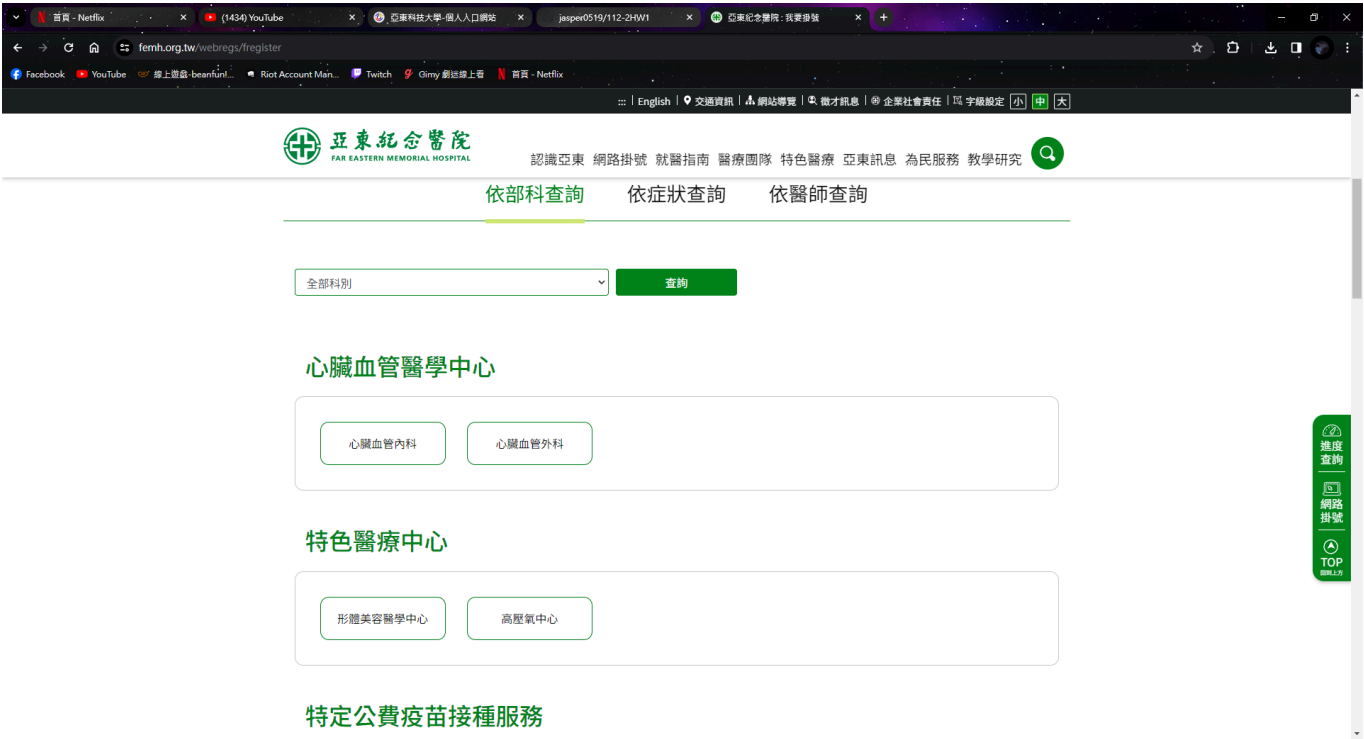 首頁 - Netflix
(1434) YouTube
亞東科技大學-個人入口網站
jasper0519/112-2HW1
亞東紀念醫院 : 我要掛號
femh.org.tw/webregs/fregister
Facebook
YouTube
線上遊戲-beanfun!...
Riot Account Man...
Twitch
Gimy 劇迷線上看
首頁 - Netflix
::: | English | 交通資訊 | 網站導覽 | 徵才訊息 | 企業社會責任 | 字級設定 小 中 大
亞東紀念醫院
FAR EASTERN MEMORIAL HOSPITAL
認識亞東 網路掛號 就醫指南 醫療團隊 特色醫療 亞東訊息 為民服務 教學研究
依部科查詢 依症狀查詢 依醫師查詢
全部科別
查詢
心臟血管醫學中心
心臟血管內科
心臟血管外科
特色醫療中心
形體美容醫學中心
高壓氧中心
特定公費疫苗接種服務
進度
查詢
網路
掛號
TOP
回到上方